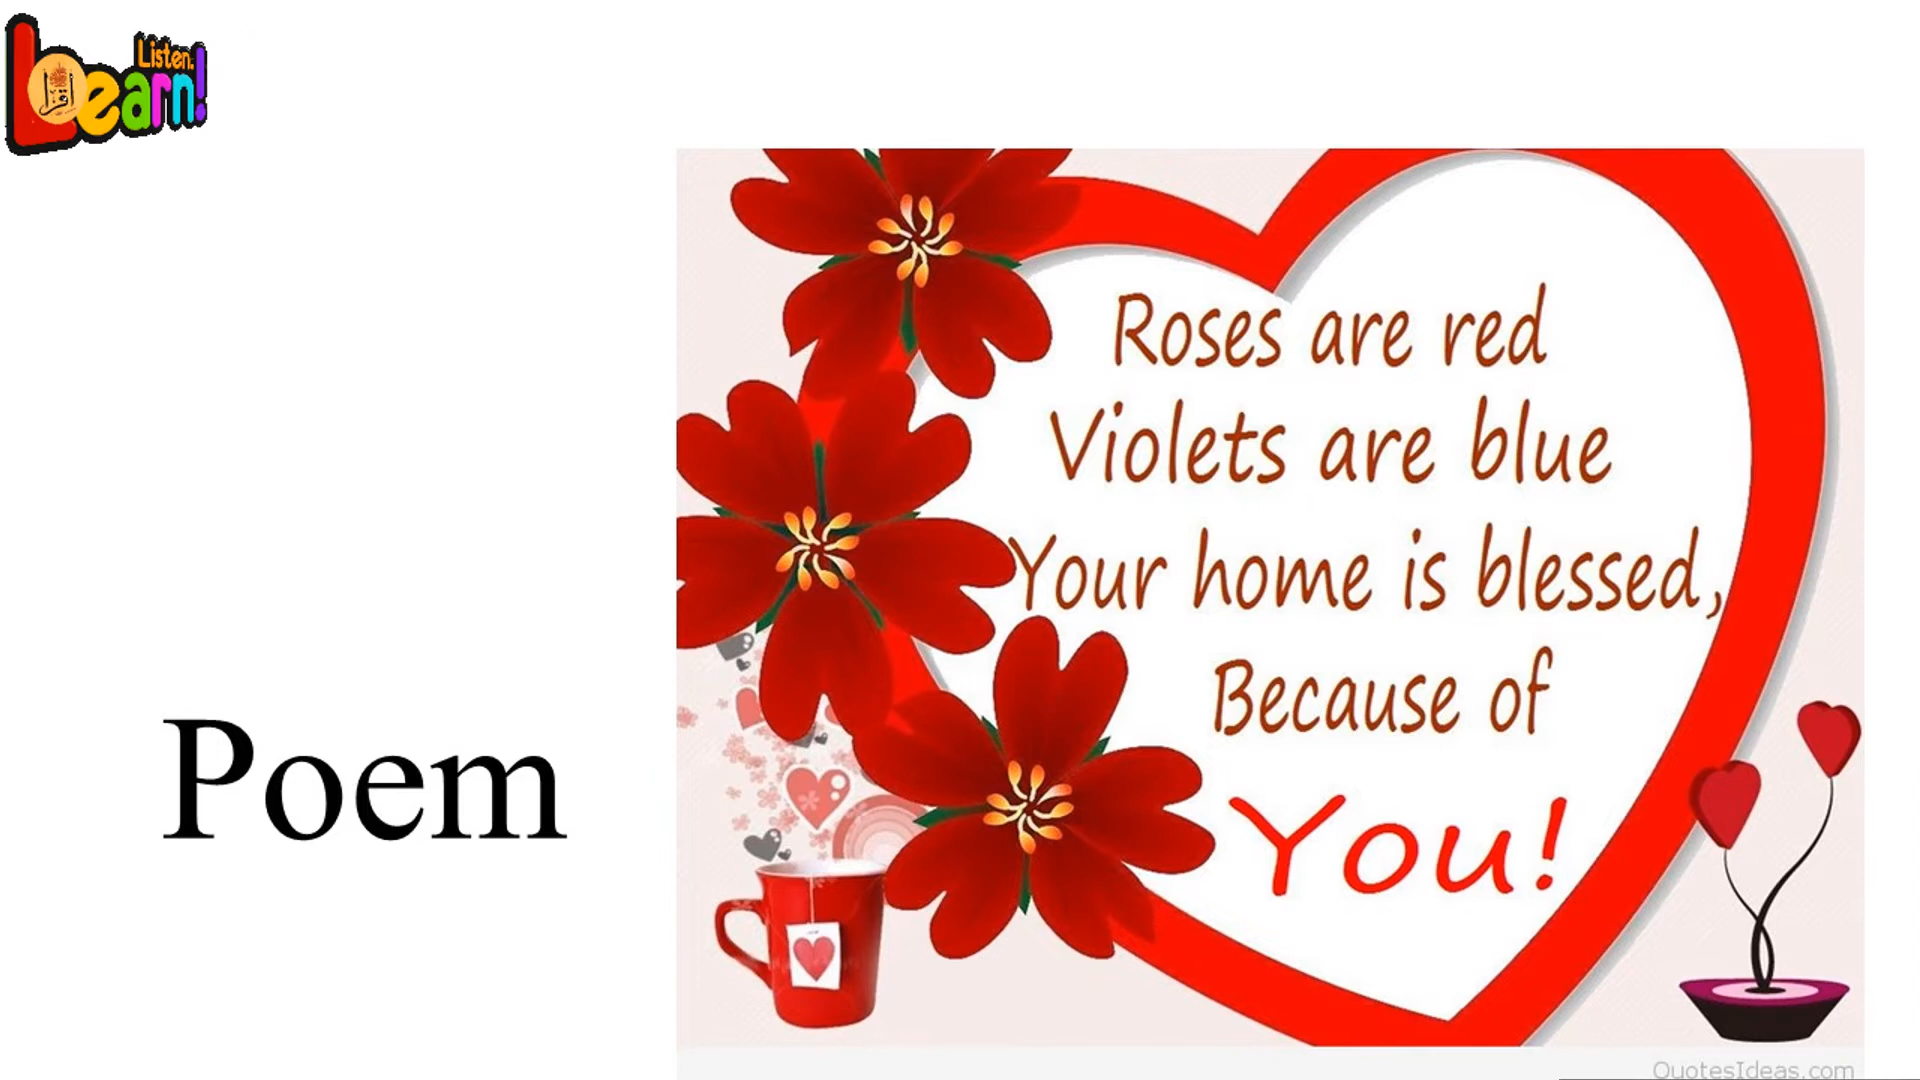 Listen.
Learn!
Poem
Roses are red
Violets are blue
Your home is blessed,
Because of
You!
QuotesIdeas.com